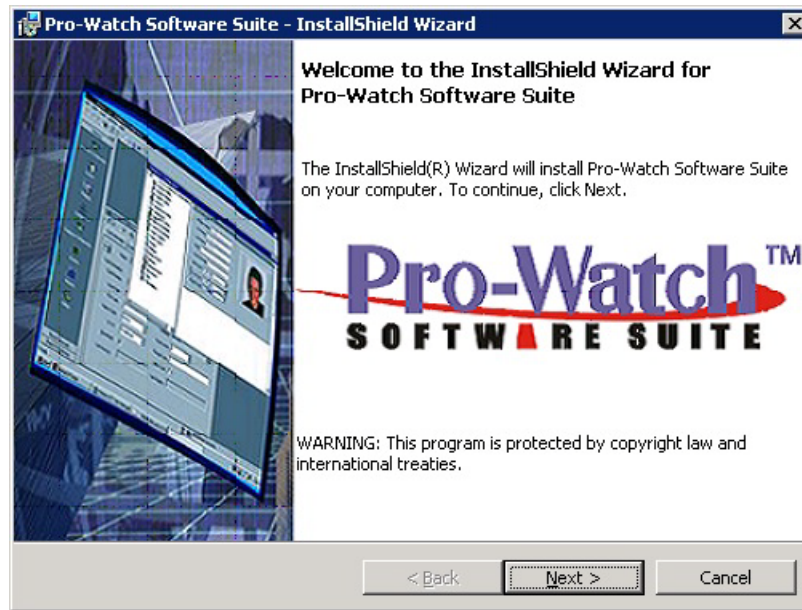 Pro-Watch Software Suite - InstallShield Wizard
Welcome to the InstallShield Wizard for
Pro-Watch Software Suite
The InstallShield(R) Wizard will install Pro-Watch Software Suite
on your computer. To continue, click Next.
Pro-Watch™
SOFTWARE SUITE
WARNING: This program is protected by copyright law and
international treaties.
< Back Next > Cancel